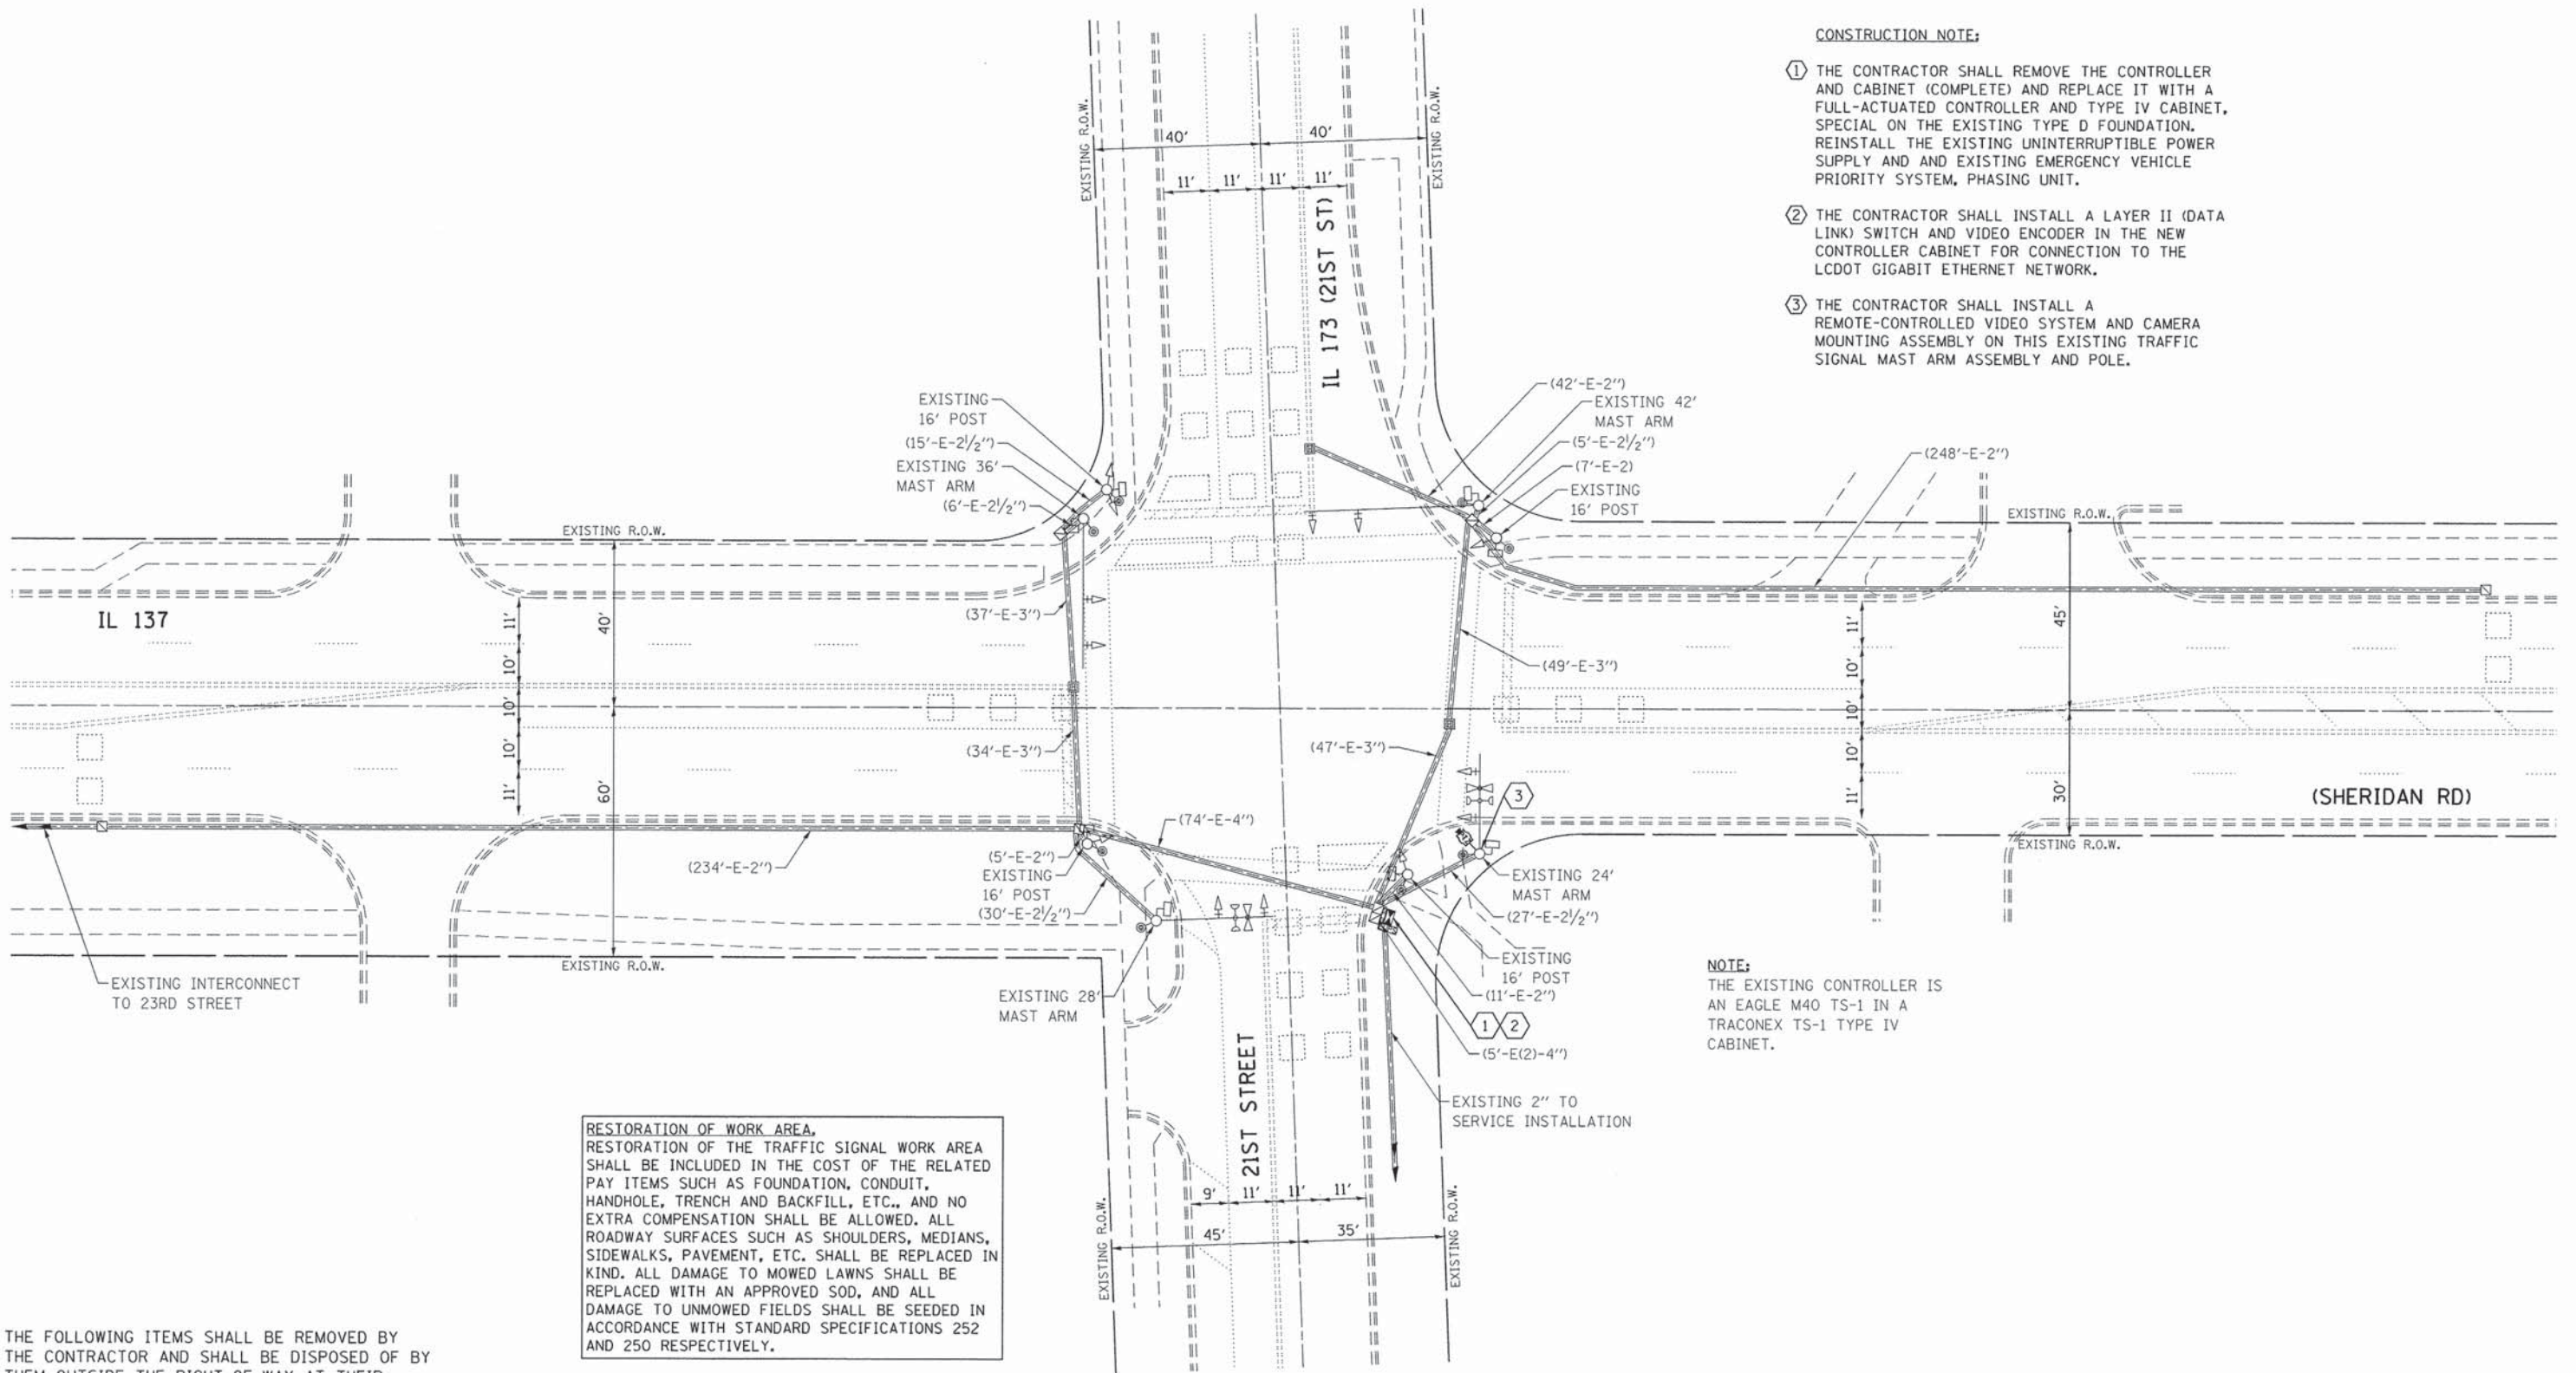 CONSTRUCTION NOTE:
1 THE CONTRACTOR SHALL REMOVE THE CONTROLLER
AND CABINET (COMPLETE) AND REPLACE IT WITH A
FULL-ACTUATED CONTROLLER AND TYPE IV CABINET,
SPECIAL ON THE EXISTING TYPE D FOUNDATION.
REINSTALL THE EXISTING UNINTERRUPTIBLE POWER
SUPPLY AND AND EXISTING EMERGENCY VEHICLE
PRIORITY SYSTEM, PHASING UNIT.
2 THE CONTRACTOR SHALL INSTALL A LAYER II (DATA
LINK) SWITCH AND VIDEO ENCODER IN THE NEW
CONTROLLER CABINET FOR CONNECTION TO THE
LCDOT GIGABIT ETHERNET NETWORK.
3 THE CONTRACTOR SHALL INSTALL A
REMOTE-CONTROLLED VIDEO SYSTEM AND CAMERA
MOUNTING ASSEMBLY ON THIS EXISTING TRAFFIC
SIGNAL MAST ARM ASSEMBLY AND POLE.
EXISTING R.O.W.
EXISTING R.O.W.
40'
40'
11'
11'
11'
11'
IL 173 (21ST ST)
EXISTING
16' POST
(15'-E-2½")
EXISTING 36'
MAST ARM
(6'-E-2½")
(42'-E-2")
EXISTING 42'
MAST ARM
(5'-E-2½")
(7'-E-2)
EXISTING
16' POST
(248'-E-2")
EXISTING R.O.W.
EXISTING R.O.W.
IL 137
11'
10'
10'
10'
11'
40'
60'
(37'-E-3")
(34'-E-3")
(49'-E-3")
(47'-E-3")
11'
10'
10'
10'
11'
45'
30'
(SHERIDAN RD)
3
(74'-E-4")
(234'-E-2")
(5'-E-2")
EXISTING
16' POST
(30'-E-2½")
EXISTING R.O.W.
EXISTING 24'
MAST ARM
(27'-E-2½")
EXISTING
16' POST
(11'-E-2")
1 2
(5'-E(2)-4")
EXISTING R.O.W.
EXISTING INTERCONNECT
TO 23RD STREET
EXISTING 28'
MAST ARM
NOTE:
THE EXISTING CONTROLLER IS
AN EAGLE M40 TS-1 IN A
TRACONEX TS-1 TYPE IV
CABINET.
21ST STREET
EXISTING 2" TO
SERVICE INSTALLATION
9'
11'
11'
11'
45'
35'
EXISTING R.O.W.
EXISTING R.O.W.
RESTORATION OF WORK AREA.
RESTORATION OF THE TRAFFIC SIGNAL WORK AREA
SHALL BE INCLUDED IN THE COST OF THE RELATED
PAY ITEMS SUCH AS FOUNDATION, CONDUIT,
HANDHOLE, TRENCH AND BACKFILL, ETC., AND NO
EXTRA COMPENSATION SHALL BE ALLOWED. ALL
ROADWAY SURFACES SUCH AS SHOULDERS, MEDIANS,
SIDEWALKS, PAVEMENT, ETC. SHALL BE REPLACED IN
KIND. ALL DAMAGE TO MOWED LAWNS SHALL BE
REPLACED WITH AN APPROVED SOD, AND ALL
DAMAGE TO UNMOWED FIELDS SHALL BE SEEDED IN
ACCORDANCE WITH STANDARD SPECIFICATIONS 252
AND 250 RESPECTIVELY.
THE FOLLOWING ITEMS SHALL BE REMOVED BY
THE CONTRACTOR AND SHALL BE DISPOSED OF BY
THEM OUTSIDE THE RIGHT OF WAY AT THEIR